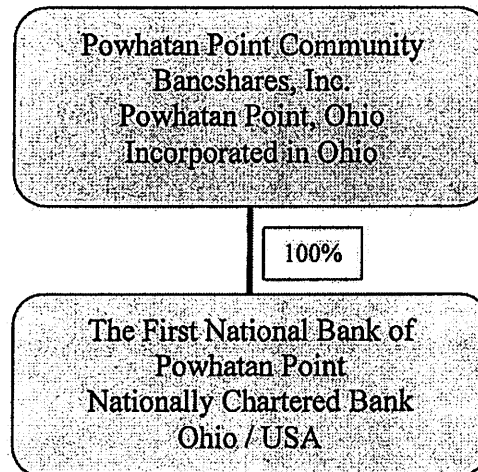 Powhatan Point Community
Bancshares, Inc.
Powhatan Point, Ohio
Incorporated in Ohio
100%
The First National Bank of
Powhatan Point
Nationally Chartered Bank
Ohio / USA